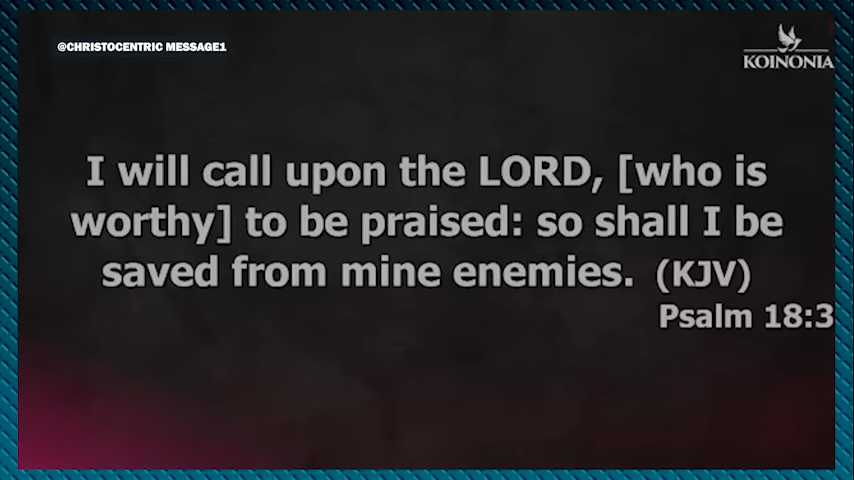 @CHRISTOCENTRIC MESSAGE1
KOINONIA
I will call upon the LORD, [who is
worthy] to be praised: so shall I be
saved from mine enemies. (KJV)
Psalm 18:3